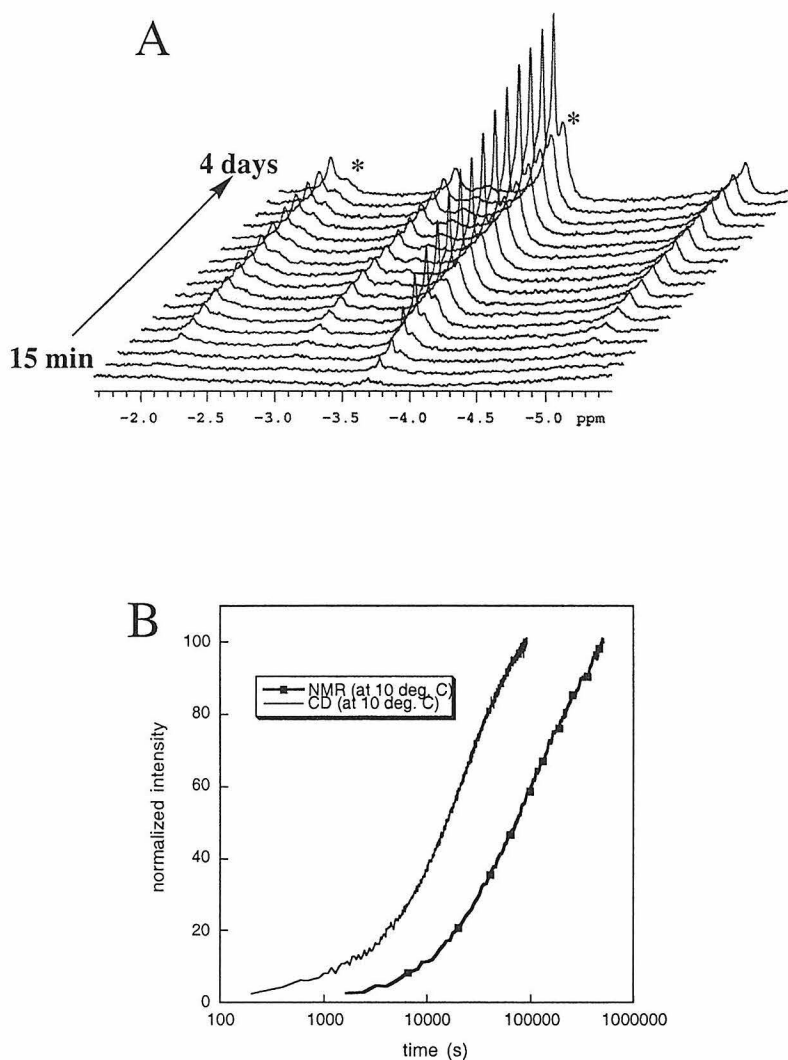 A
4 days
*
*
15 min
-2.0 -2.5 -3.0 -3.5 -4.0 -4.5 -5.0 ppm
B
100
80
60
40
20
0
normalized intensity
NMR (at 10 deg. C)
CD (at 10 deg. C)
100 1000 10000 100000 1000000
time (s)